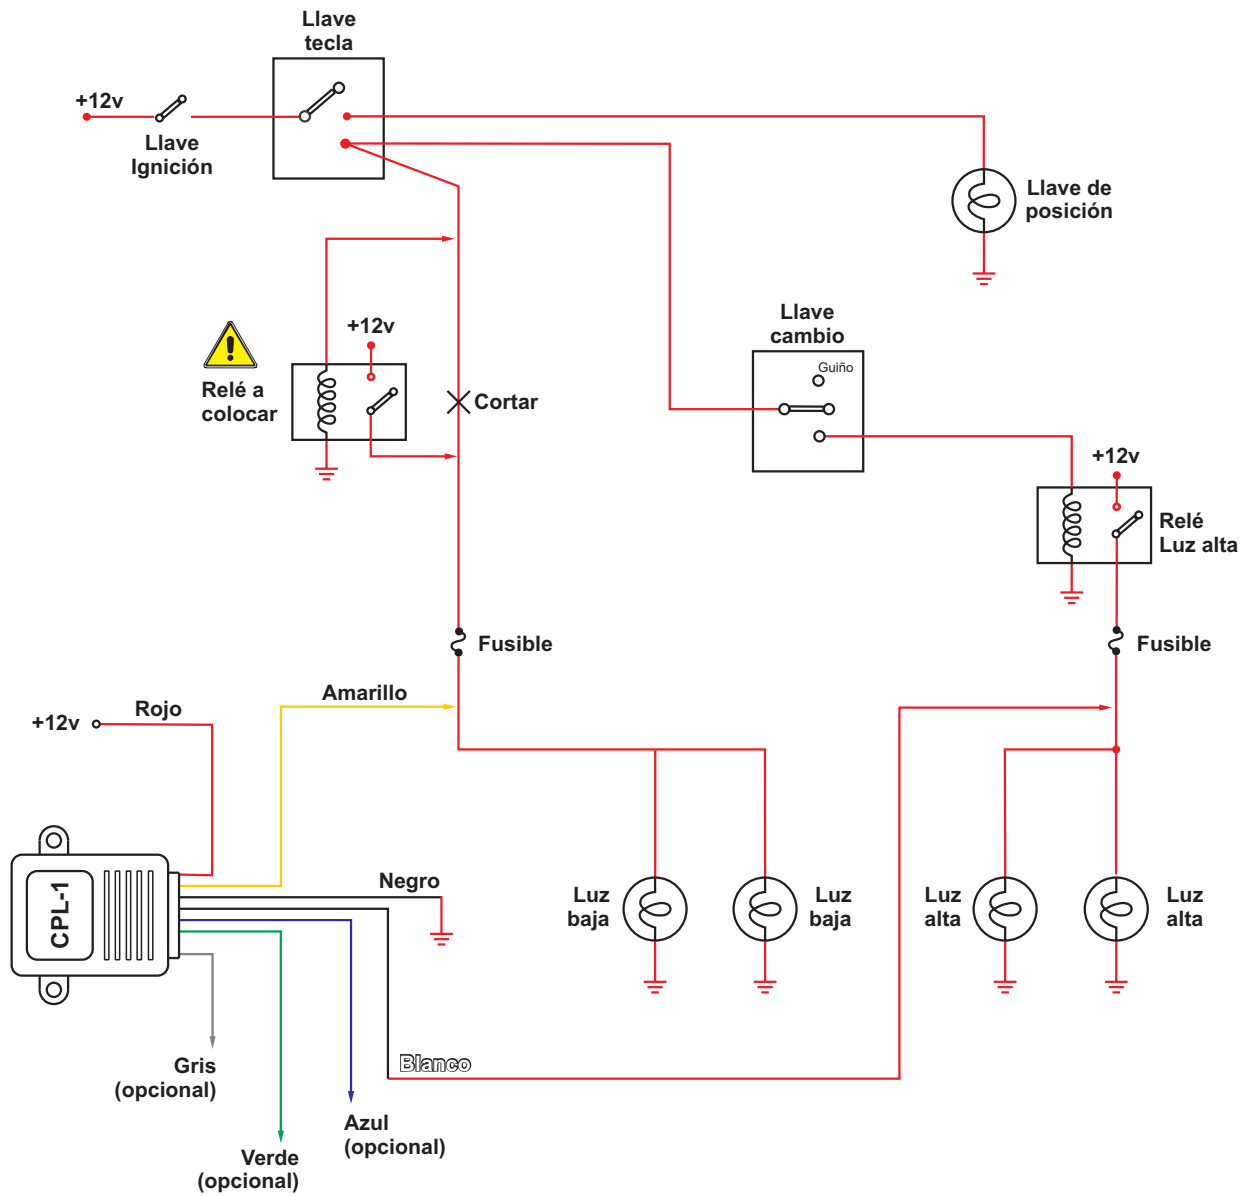 Llave
tecla
+12v
Llave
Ignición
Llave de
posición
Llave
cambio
Guiño
+12v
Relé a
colocar
Cortar
+12v
Relé
Luz alta
Fusible
Fusible
Amarillo
Rojo
+12v
CPL-1
Negro
Luz
baja
Luz
baja
Luz
alta
Luz
alta
Blanco
Gris
(opcional)
Azul
(opcional)
Verde
(opcional)